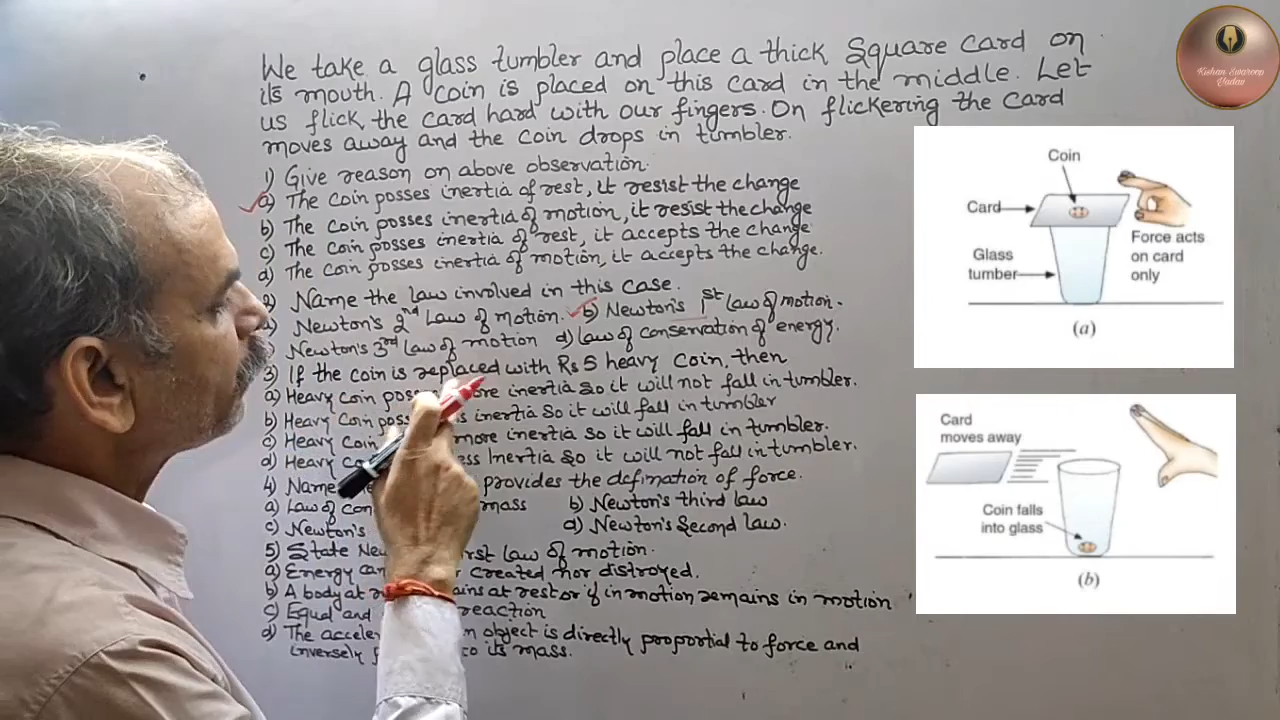 We take a glass tumbler and place a thick Square card on
its mouth. A coin is placed on this card in the middle. Let
us flick the card hard with our fingers. On flickering the card
moves away and the coin drops in tumbler.
1) Give reason on above observation.
a) The coin posses inertia of rest, it resist the change
b) The coin posses inertia of motion, it resist the change
c) The coin posses inertia of rest, it accepts the change
d) The coin posses inertia of motion, it accepts the change.
2) Name the law involved in this case.
a) Newton's 2nd Law of motion. b) Newton's 1st Law of motion.
Newton's 3rd law of motion d) Law of conservation of energy.
3) If the coin is replaced with Rs 5 heavy coin, then
a) Heavy coin more inertia so it will not fall in tumbler.
b) Heavy coin inertia so it will fall in tumbler
c) Heavy coin more inertia so it will fall in tumbler.
d) Heavy less Inertia so it will not fall in tumbler.
4) Name provides the defination of force.
a) Law of mass b) Newton's third law
c) Newton's d) Newton's Second law.
5) State law of motion.
a) Energy created nor distroyed.
b) A body at at rest or if in motion remains in motion
c) Equal and reaction
d) The object is directly proportial to force and
inversely to its mass.
Kishan Swaroop
Yadav
Coin
Card
Glass
tumber
Force acts
on card
only
(a)
Card
moves away
Coin falls
into glass
(b)